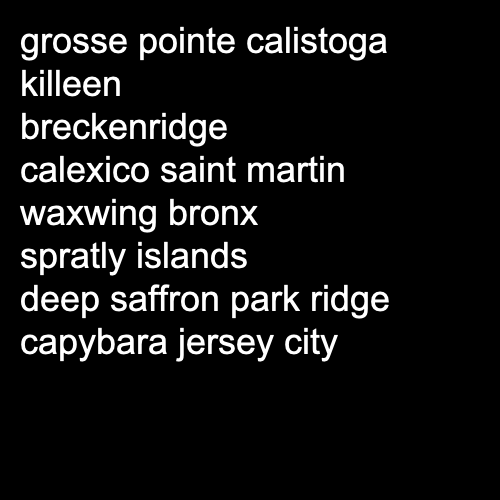 grosse pointe calistoga
killeen
breckenridge
calexico saint martin
waxwing bronx
spratly islands
deep saffron park ridge
capybara jersey city